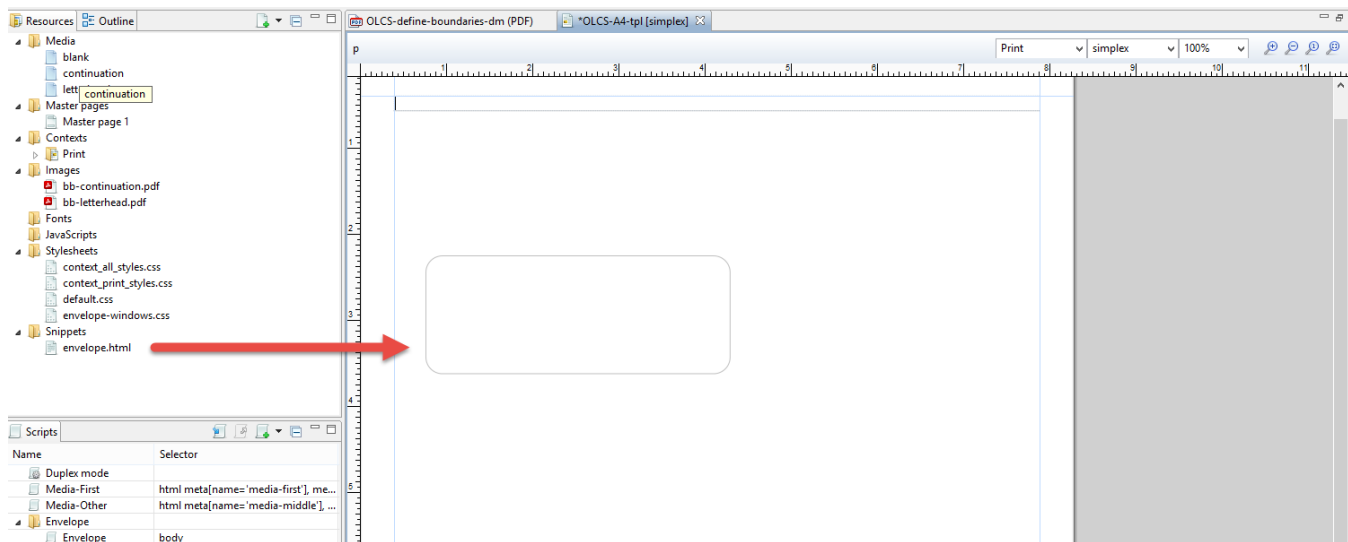 Resources Outline
Media
blank
continuation
lett
continuation
Master pages
Master page 1
Contexts
Print
Images
bb-continuation.pdf
bb-letterhead.pdf
Fonts
JavaScripts
Stylesheets
context_all_styles.css
context_print_styles.css
default.css
envelope-windows.css
Snippets
envelope.html
Scripts
Name Selector
Duplex mode
Media-First html meta[name='media-first'], me...
Media-Other html meta[name='media-middle'], ...
Envelope
Envelope body
PDF OLCS-define-boundaries-dm (PDF) *OLCS-A4-tpl [simplex]
p Print simplex 100%
1 2 3 4 5 6 7 8 9 10 11
1
2
3
4
5